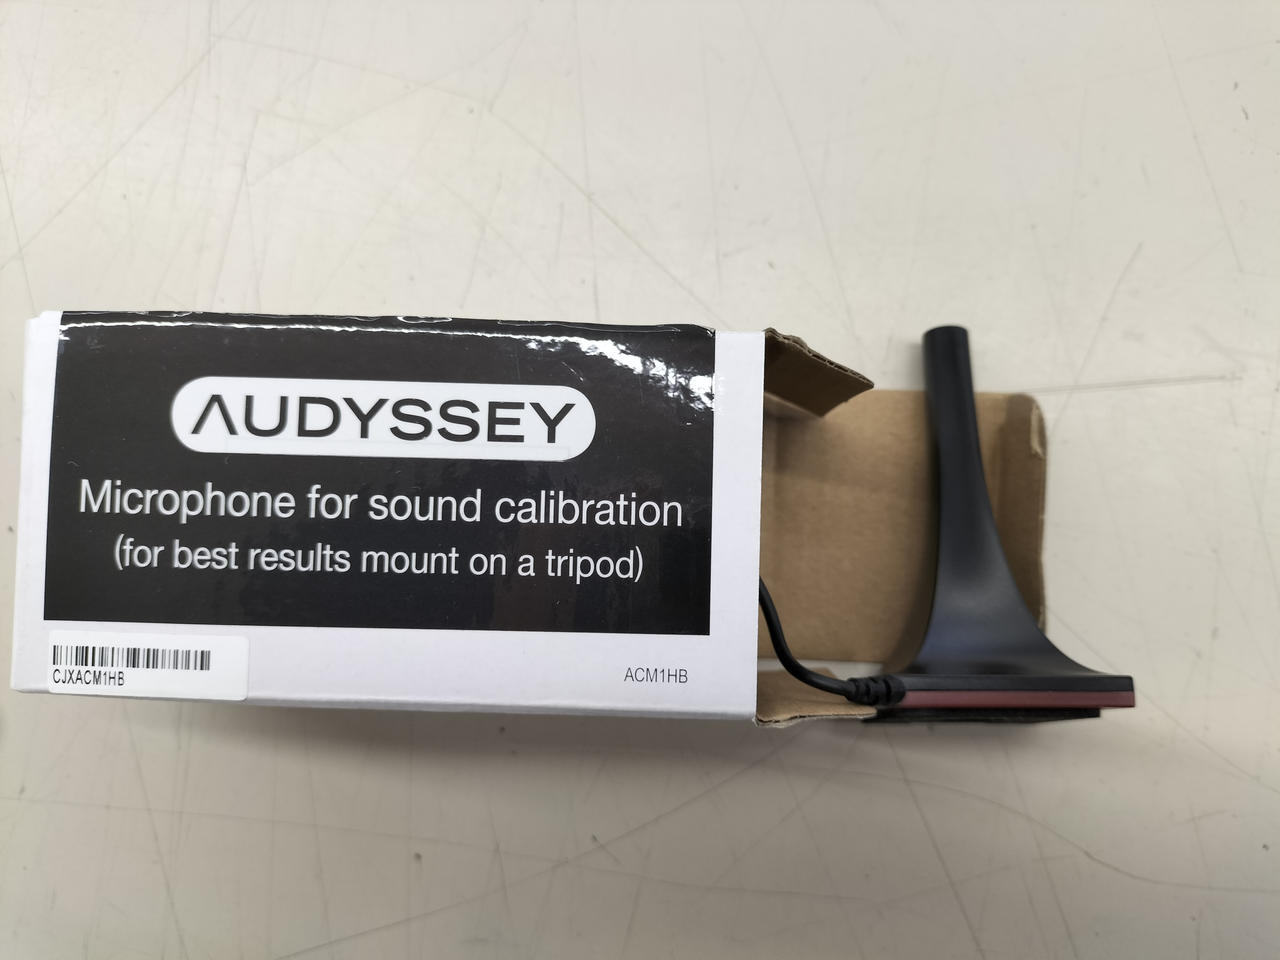 AUDYSSEY
Microphone for sound calibration
(for best results mount on a tripod)
CJXACM1HB
ACM1HB